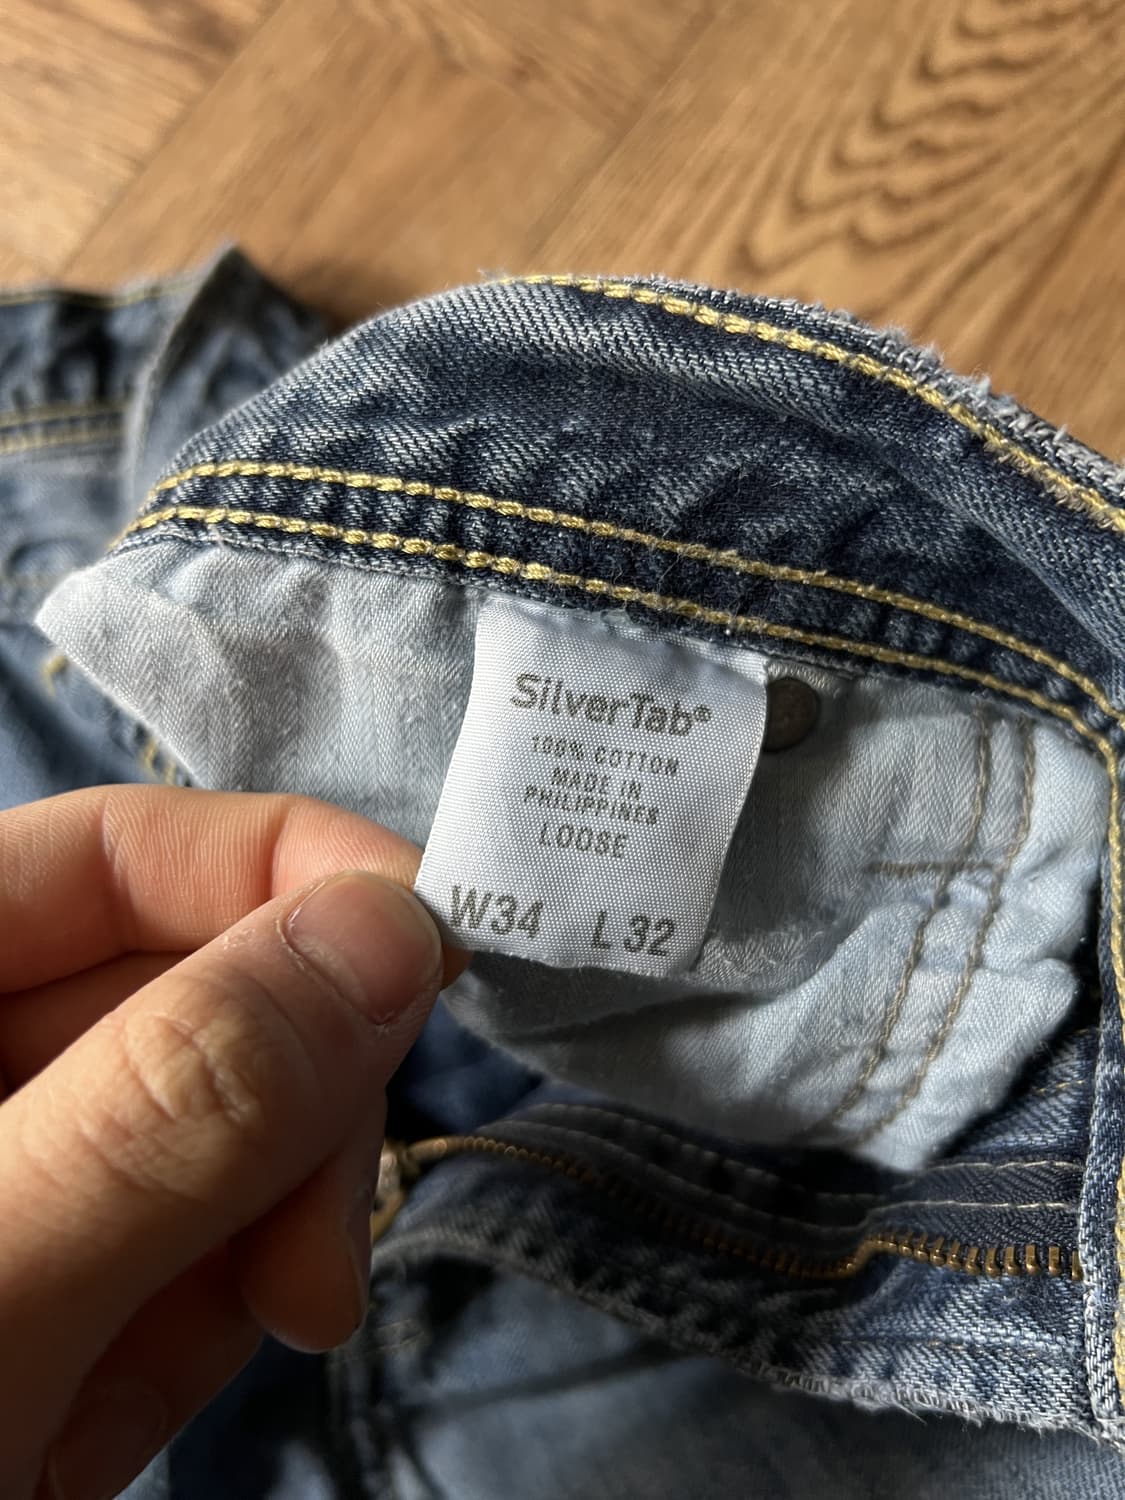 SilverTab®
100% COTTON
MADE IN
PHILIPPINES
LOOSE
W34 L32